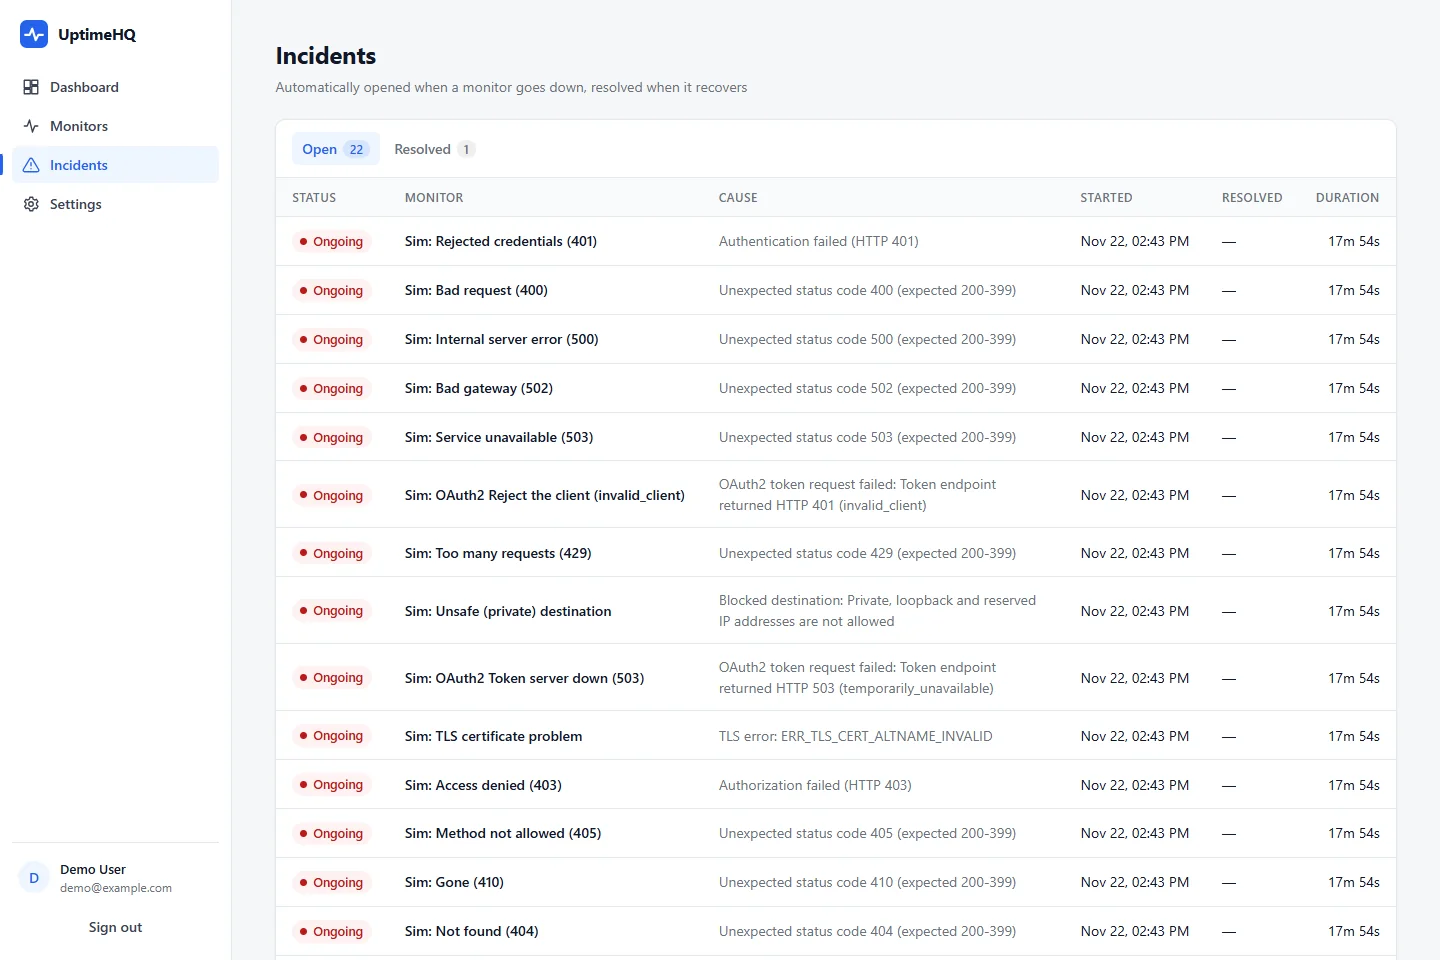 UptimeHQ
Dashboard
Monitors
Incidents
Settings
Demo User
D
demo@example.com
Sign out
Incidents
Automatically opened when a monitor goes down, resolved when it recovers
Open 22 Resolved 1
STATUS MONITOR CAUSE STARTED RESOLVED DURATION
Ongoing Sim: Rejected credentials (401) Authentication failed (HTTP 401) Nov 22, 02:43 PM — 17m 54s
Ongoing Sim: Bad request (400) Unexpected status code 400 (expected 200-399) Nov 22, 02:43 PM — 17m 54s
Ongoing Sim: Internal server error (500) Unexpected status code 500 (expected 200-399) Nov 22, 02:43 PM — 17m 54s
Ongoing Sim: Bad gateway (502) Unexpected status code 502 (expected 200-399) Nov 22, 02:43 PM — 17m 54s
Ongoing Sim: Service unavailable (503) Unexpected status code 503 (expected 200-399) Nov 22, 02:43 PM — 17m 54s
Ongoing Sim: OAuth2 Reject the client (invalid_client) OAuth2 token request failed: Token endpoint
returned HTTP 401 (invalid_client) Nov 22, 02:43 PM — 17m 54s
Ongoing Sim: Too many requests (429) Unexpected status code 429 (expected 200-399) Nov 22, 02:43 PM — 17m 54s
Ongoing Sim: Unsafe (private) destination Blocked destination: Private, loopback and reserved
IP addresses are not allowed Nov 22, 02:43 PM — 17m 54s
Ongoing Sim: OAuth2 Token server down (503) OAuth2 token request failed: Token endpoint
returned HTTP 503 (temporarily_unavailable) Nov 22, 02:43 PM — 17m 54s
Ongoing Sim: TLS certificate problem TLS error: ERR_TLS_CERT_ALTNAME_INVALID Nov 22, 02:43 PM — 17m 54s
Ongoing Sim: Access denied (403) Authorization failed (HTTP 403) Nov 22, 02:43 PM — 17m 54s
Ongoing Sim: Method not allowed (405) Unexpected status code 405 (expected 200-399) Nov 22, 02:43 PM — 17m 54s
Ongoing Sim: Gone (410) Unexpected status code 410 (expected 200-399) Nov 22, 02:43 PM — 17m 54s
Ongoing Sim: Not found (404) Unexpected status code 404 (expected 200-399) Nov 22, 02:43 PM — 17m 54s